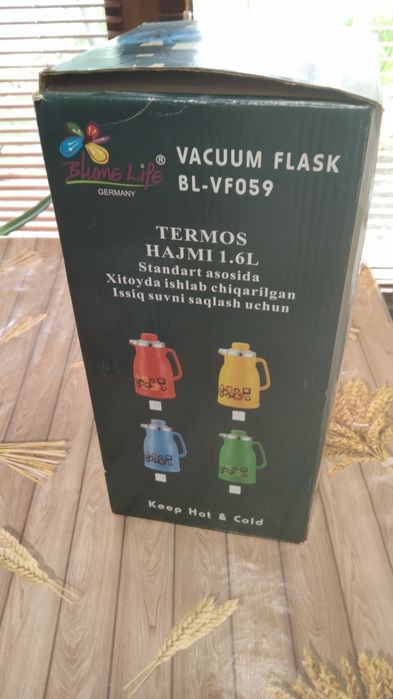 Blume Life ®
GERMANY
VACUUM FLASK
BL-VF059
TERMOS
HAJMI 1.6L
Standart asosida
Xitoyda ishlab chiqarilgan
Issiq suvni saqlash uchun
Keep Hot & Cold